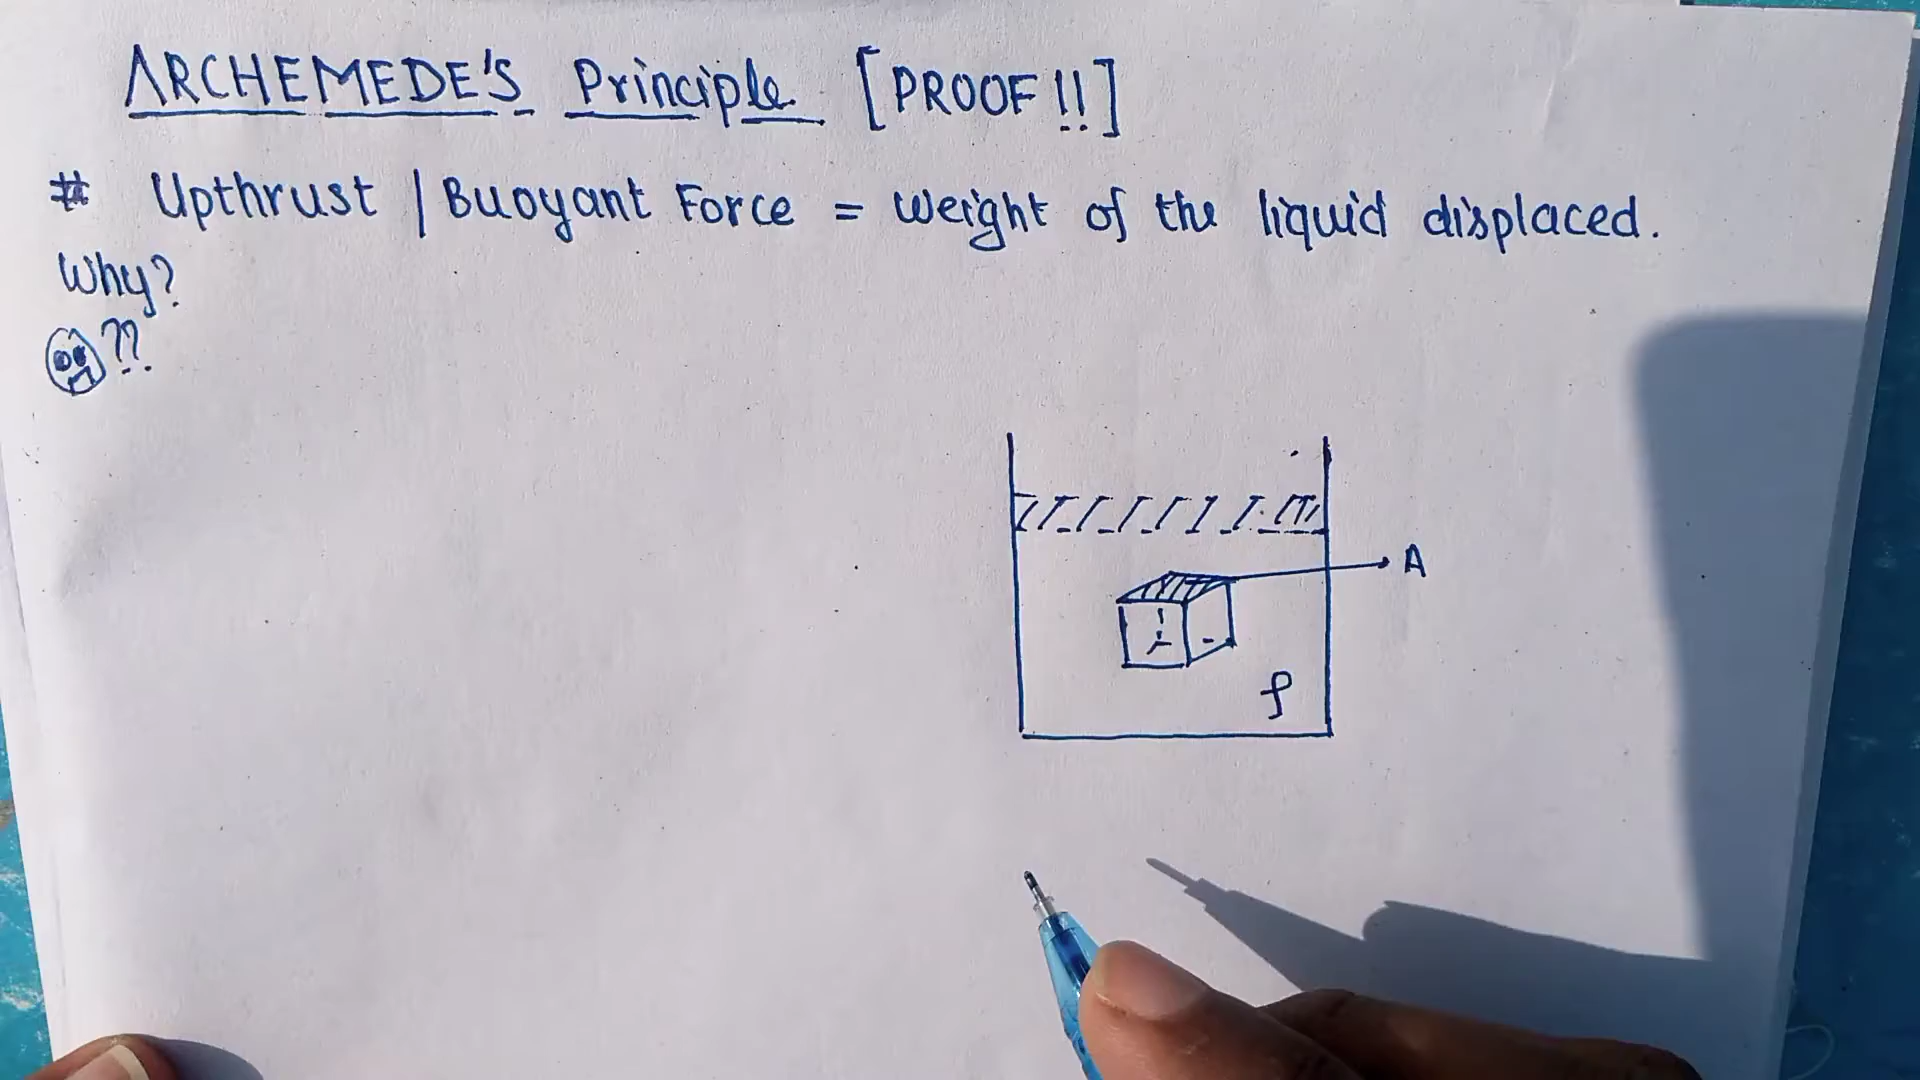 ARCHEMEDE'S Principle [PROOF!!]
# Upthrust / Buoyant Force = weight of the liquid displaced.
Why?
??
A
ρ